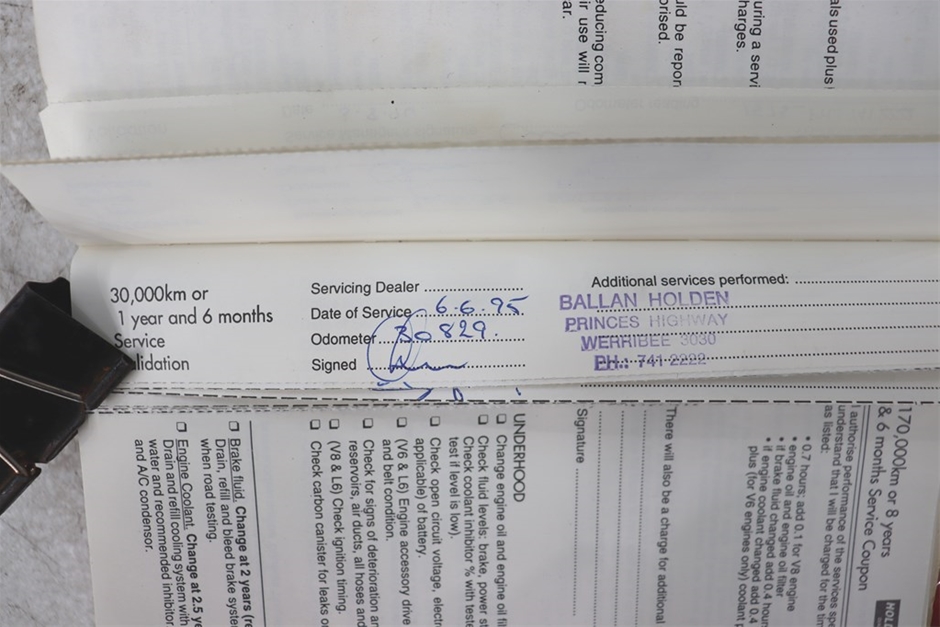 educing com
ir use will r
ar.
uld be repor
orised.
uring a servi
harges.
als used plus
30,000km or
1 year and 6 months
Service
lidation
Servicing Dealer
Date of Service 6.6.95
Odometer 30829.
Signed
Additional services performed:
BALLAN HOLDEN
PRINCES HIGHWAY
WERRIBEE 3030
PH.: 741-2222
170,000km or 8 years
& 6 months Service Coupon
I authorise performance of the services spe
understand that I will be charged for the tim
as listed:
• 0.7 hours; add 0.1 for V8 engine
• engine oil and engine oil filter
• if brake fluid changed add 0.4 hour
• if engine coolant changed add 0.4
plus (for V6 engines only) coolant
There will also be a charge for additional
Signature
UNDERHOOD
❑ Change engine oil and engine oil fil
❑ Check fluid levels: brake, power st
Check coolant inhibitor % with teste
test if level is low).
❑ Check open circuit voltage, electro
applicable) of battery.
❑ (V6 & L6) Engine accessory drive
and belt condition.
❑ Check for signs of deterioration an
reservoirs, air ducts, all hoses and
❑ (V8 & L6) Check ignition timing.
❑ Check carbon canister for leaks o
❑ Brake fluid. Change at 2 years (re
Drain, refill and bleed brake syste
when road testing.
❑ Engine Coolant. Change at 2.5 ye
Drain and refill cooling system with
water and recommended inhibitor
and A/C condensor.